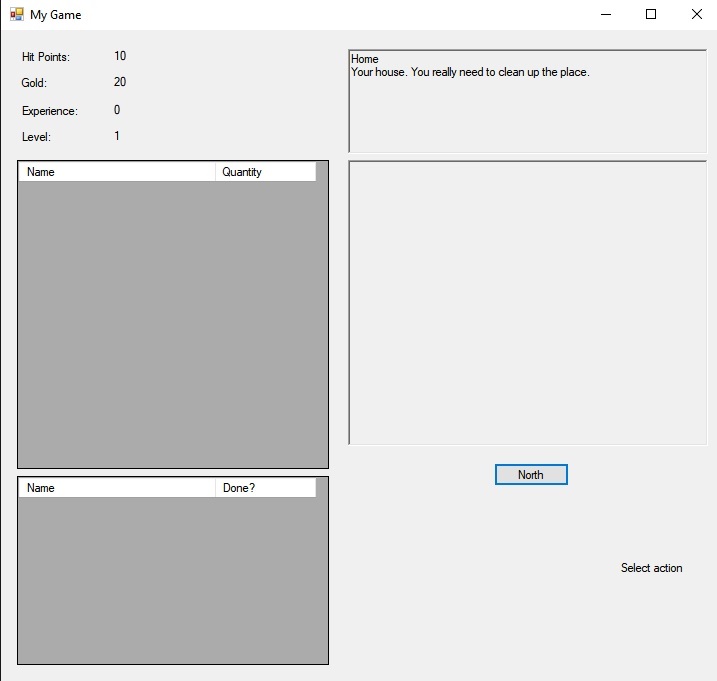 My Game
Hit Points: 10
Gold: 20
Experience: 0
Level: 1
Home
Your house. You really need to clean up the place.
Name Quantity
North
Name Done?
Select action